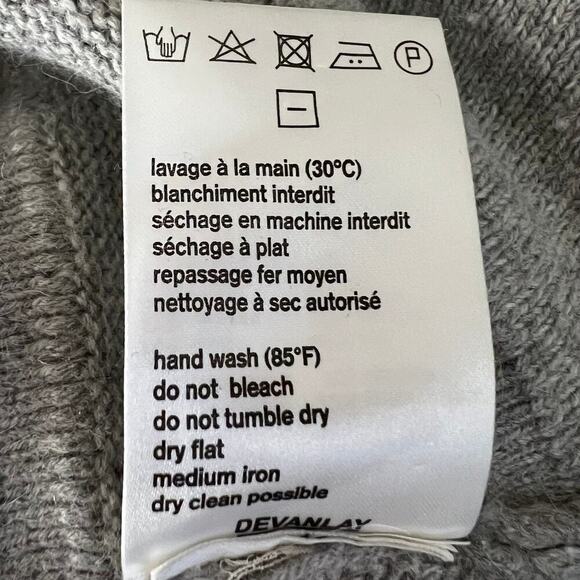 P
lavage à la main (30°C)
blanchiment interdit
séchage en machine interdit
séchage à plat
repassage fer moyen
nettoyage à sec autorisé
hand wash (85°F)
do not bleach
do not tumble dry
dry flat
medium iron
dry clean possible
DEVANLAY